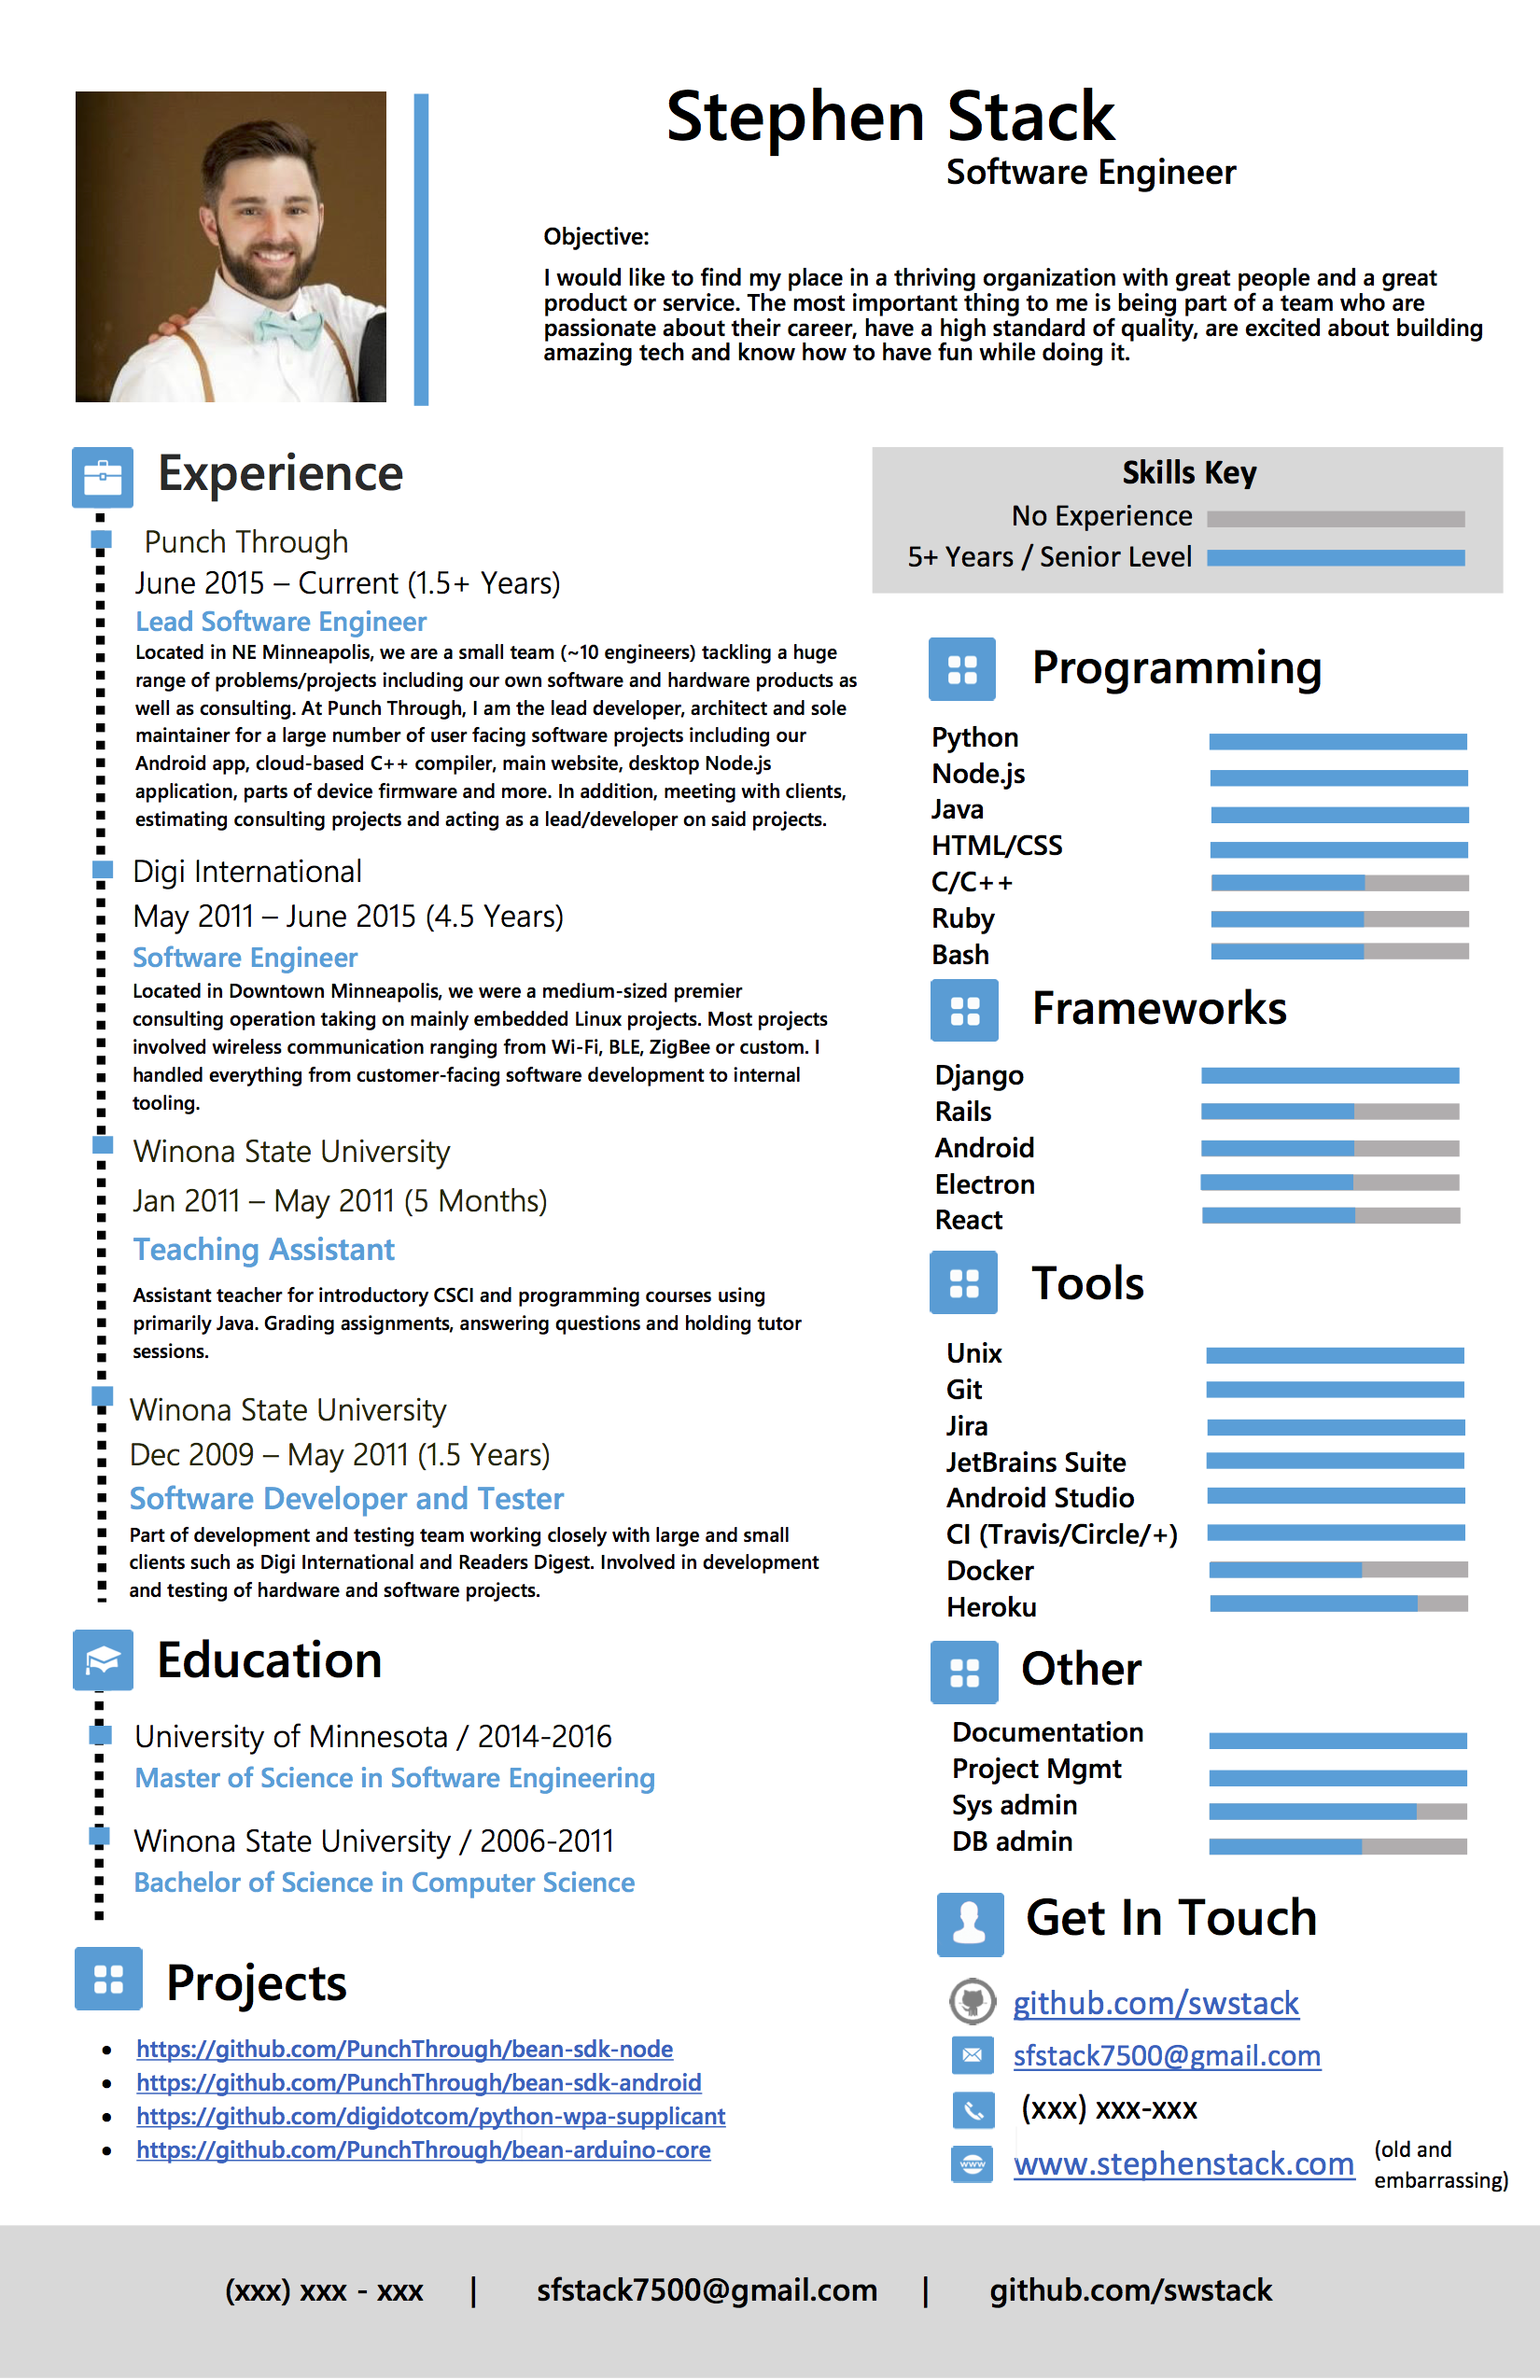 Stephen Stack
Software Engineer
Objective:
I would like to find my place in a thriving organization with great people and a great
product or service. The most important thing to me is being part of a team who are
passionate about their career, have a high standard of quality, are excited about building
amazing tech and know how to have fun while doing it.
Experience
Punch Through
June 2015 – Current (1.5+ Years)
Lead Software Engineer
Located in NE Minneapolis, we are a small team (~10 engineers) tackling a huge
range of problems/projects including our own software and hardware products as
well as consulting. At Punch Through, I am the lead developer, architect and sole
maintainer for a large number of user facing software projects including our
Android app, cloud-based C++ compiler, main website, desktop Node.js
application, parts of device firmware and more. In addition, meeting with clients,
estimating consulting projects and acting as a lead/developer on said projects.
Digi International
May 2011 – June 2015 (4.5 Years)
Software Engineer
Located in Downtown Minneapolis, we were a medium-sized premier
consulting operation taking on mainly embedded Linux projects. Most projects
involved wireless communication ranging from Wi-Fi, BLE, ZigBee or custom. I
handled everything from customer-facing software development to internal
tooling.
Winona State University
Jan 2011 – May 2011 (5 Months)
Teaching Assistant
Assistant teacher for introductory CSCI and programming courses using
primarily Java. Grading assignments, answering questions and holding tutor
sessions.
Winona State University
Dec 2009 – May 2011 (1.5 Years)
Software Developer and Tester
Part of development and testing team working closely with large and small
clients such as Digi International and Readers Digest. Involved in development
and testing of hardware and software projects.
Education
University of Minnesota / 2014-2016
Master of Science in Software Engineering
Winona State University / 2006-2011
Bachelor of Science in Computer Science
Projects
• https://github.com/PunchThrough/bean-sdk-node
• https://github.com/PunchThrough/bean-sdk-android
• https://github.com/digidotcom/python-wpa-supplicant
• https://github.com/PunchThrough/bean-arduino-core
Skills Key
No Experience
5+ Years / Senior Level
Programming
Python
Node.js
Java
HTML/CSS
C/C++
Ruby
Bash
Frameworks
Django
Rails
Android
Electron
React
Tools
Unix
Git
Jira
JetBrains Suite
Android Studio
CI (Travis/Circle/+)
Docker
Heroku
Other
Documentation
Project Mgmt
Sys admin
DB admin
Get In Touch
github.com/swstack
sfstack7500@gmail.com
(xxx) xxx-xxx
www
www.stephenstack.com
(old and
embarrassing)
(xxx) xxx - xxx | sfstack7500@gmail.com | github.com/swstack